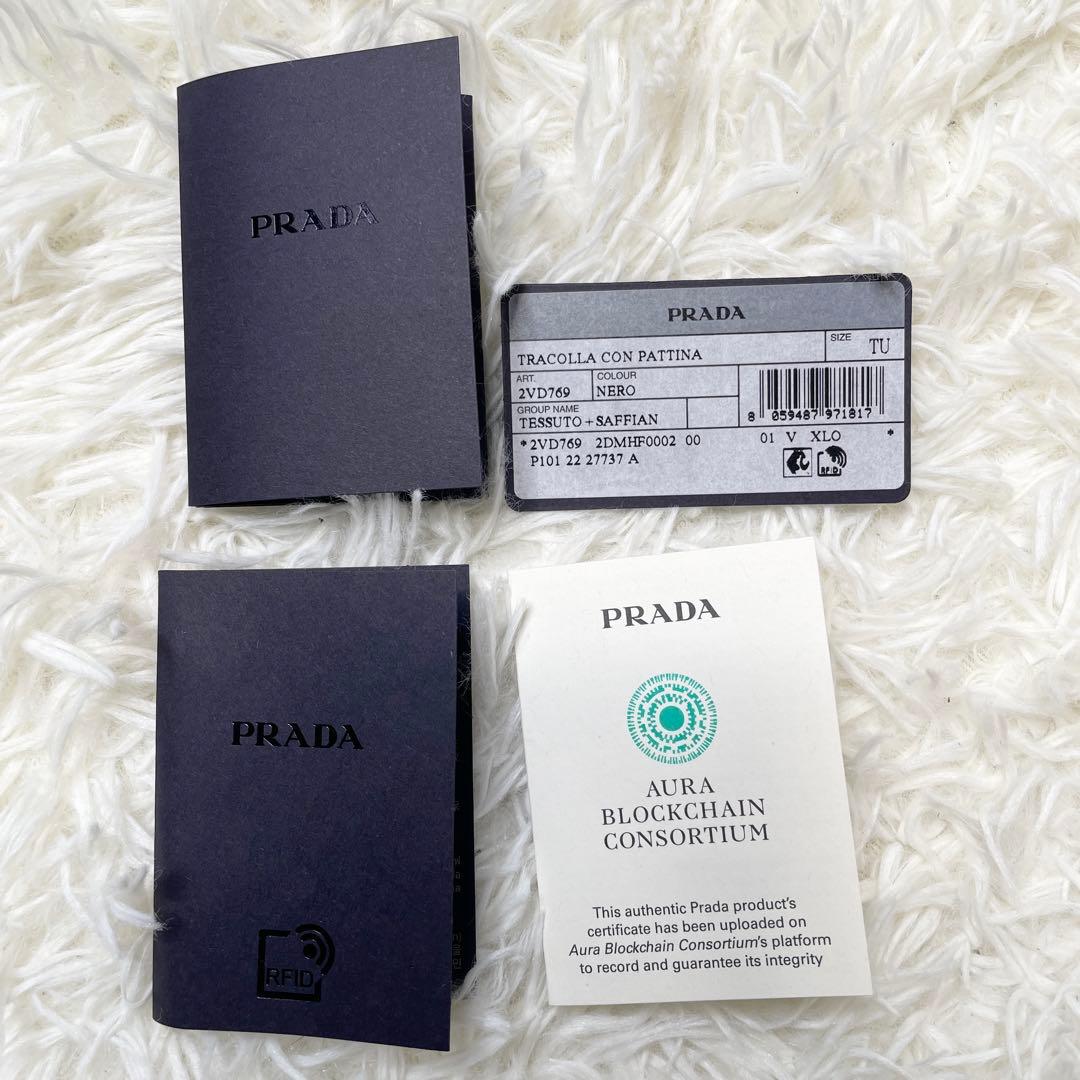 PRADA
PRADA
SIZE
TU
TRACOLLA CON PATTINA
ART.
2VD769
COLOUR
NERO
GROUP NAME
TESSUTO+SAFFIAN
8 059487 971817
*2VD769 2DMHF0002 00 01 V XLO *
P101 22 27737 A
RFID
PRADA
RFID
PRADA
AURA
BLOCKCHAIN
CONSORTIUM
This authentic Prada product's
certificate has been uploaded on
Aura Blockchain Consortium's platform
to record and guarantee its integrity